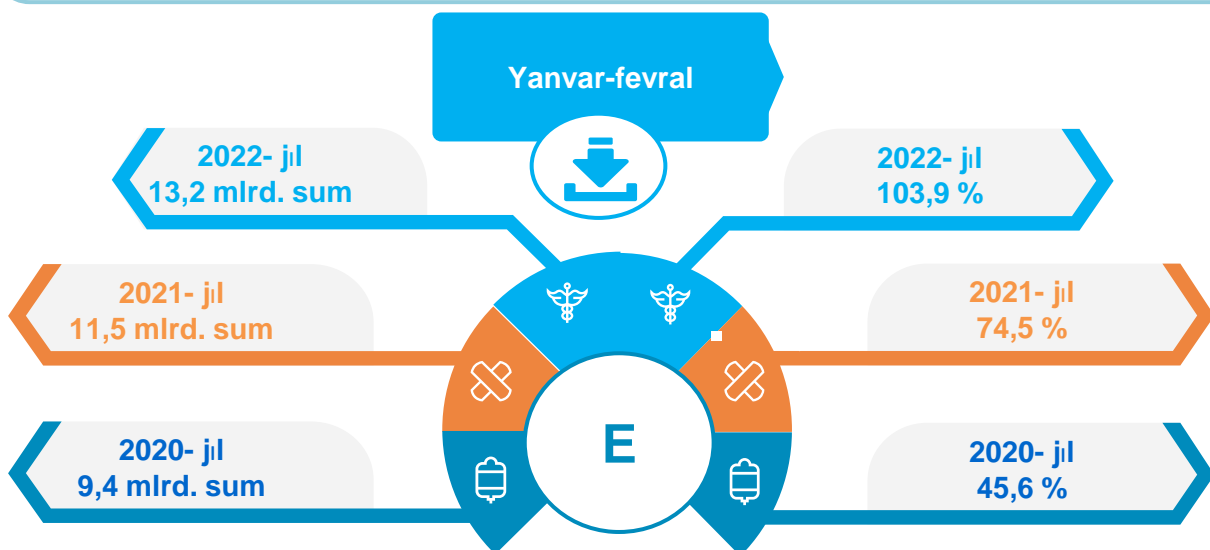 Yanvar-fevral
2022- jıl
13,2 mlrd. sum
2022- jıl
103,9 %
2021- jıl
11,5 mlrd. sum
2021- jıl
74,5 %
2020- jıl
9,4 mlrd. sum
2020- jıl
45,6 %
E